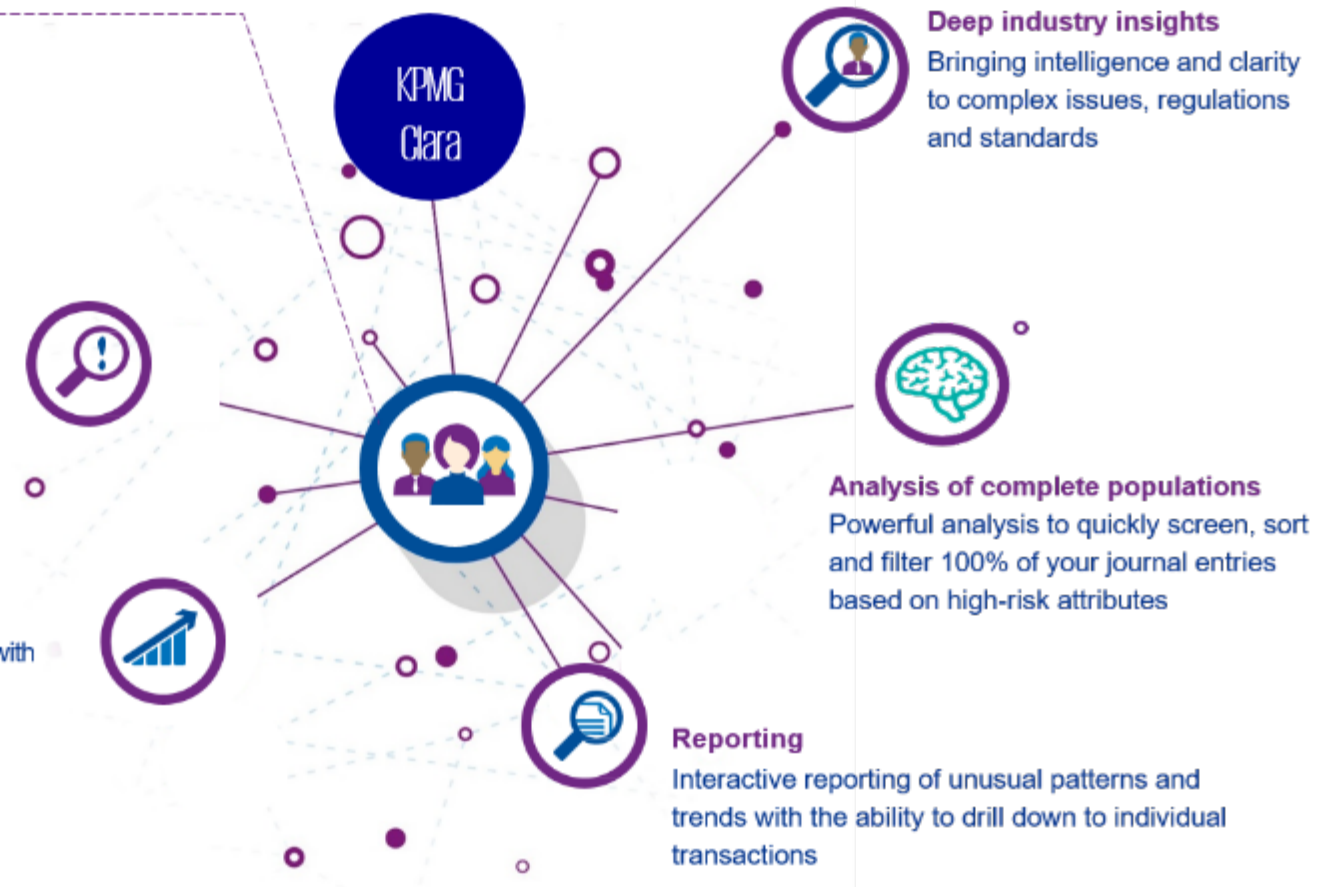 KPMG
Clara
Deep industry insights
Bringing intelligence and clarity
to complex issues, regulations
and standards
Analysis of complete populations
Powerful analysis to quickly screen, sort
and filter 100% of your journal entries
based on high-risk attributes
with
Reporting
Interactive reporting of unusual patterns and
trends with the ability to drill down to individual
transactions